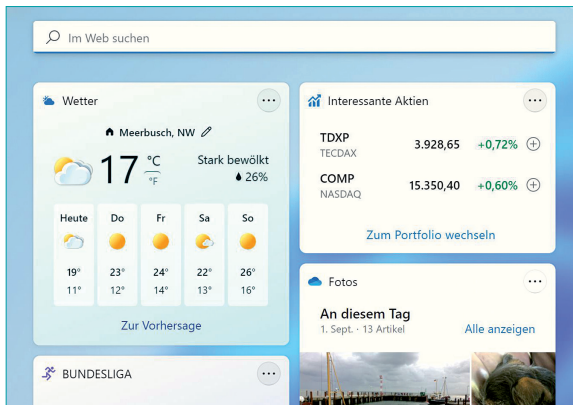 Im Web suchen
Wetter
Meerbusch, NW
17 °C
°F
Stark bewölkt
26%
Heute Do Fr Sa So
19° 23° 24° 22° 26°
11° 12° 14° 13° 16°
Zur Vorhersage
BUNDESLIGA
Interessante Aktien
TDXP
TECDAX
3.928,65 +0,72%
COMP
NASDAQ
15.350,40 +0,60%
Zum Portfolio wechseln
Fotos
An diesem Tag
1. Sept. · 13 Artikel
Alle anzeigen